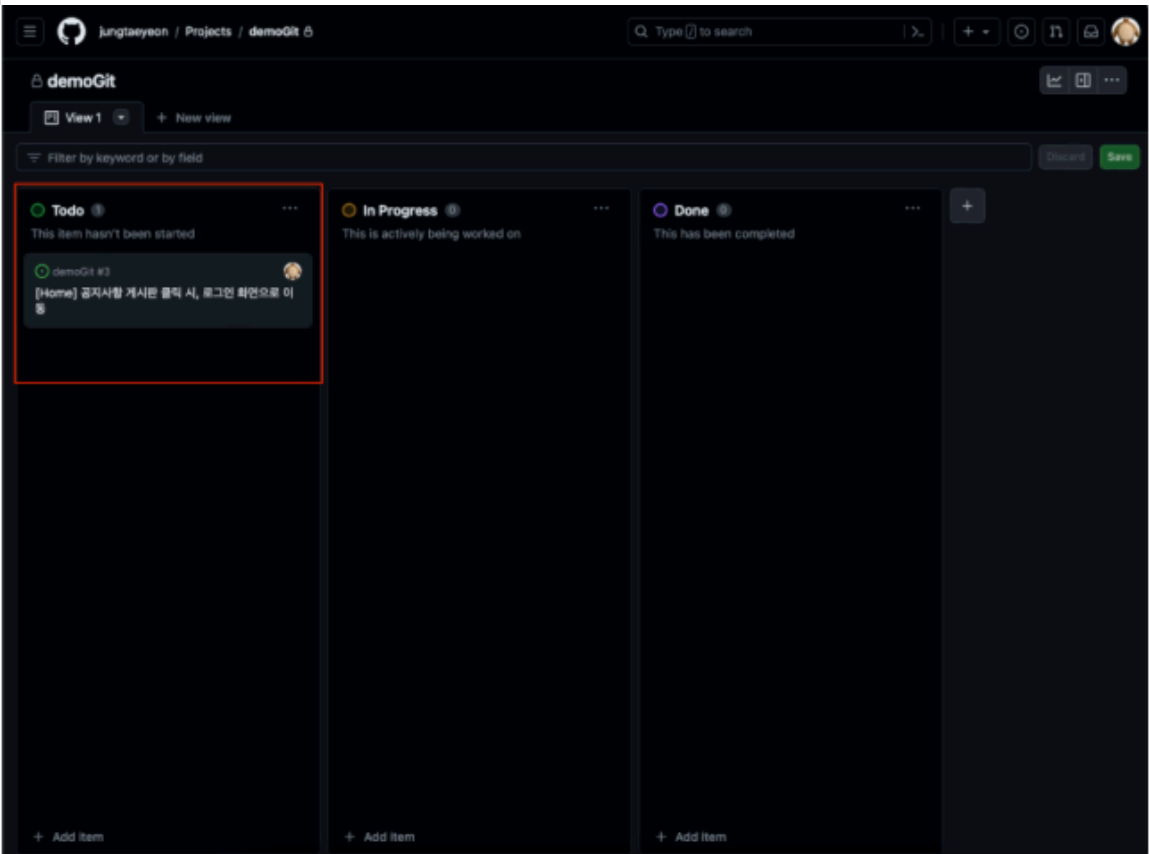 jungtaeyeon / Projects / demoGit
Type / to search
demoGit
View 1
+ New view
Filter by keyword or by field
Discard
Save
Todo 1
This item hasn't been started
demoGit #3
[Home] 공지사항 게시판 클릭 시, 로그인 화면으로 이
동
+ Add item
In Progress 0
This is actively being worked on
+ Add item
Done 0
This has been completed
+ Add item